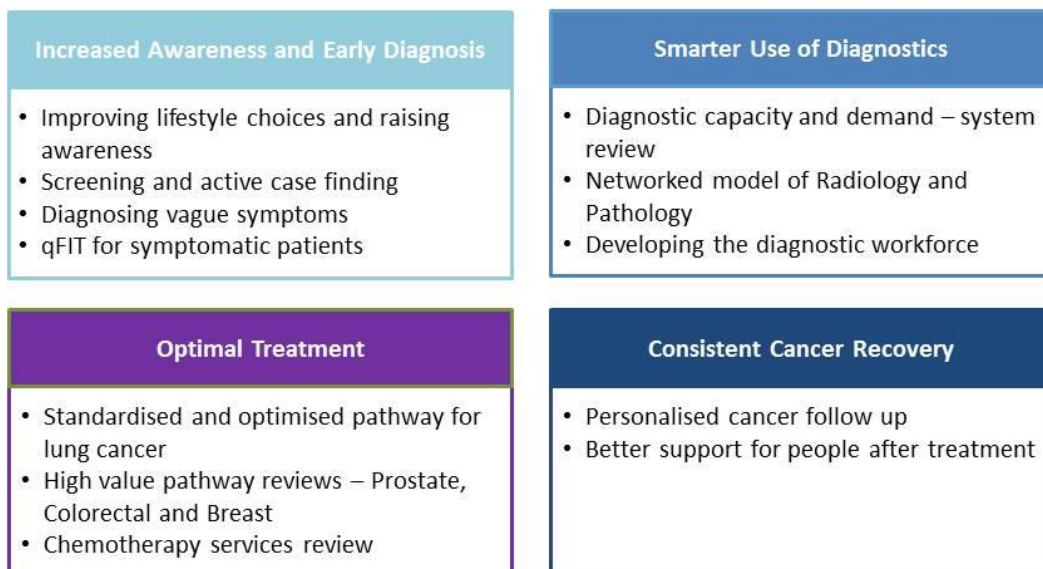 Increased Awareness and Early Diagnosis
• Improving lifestyle choices and raising
awareness
• Screening and active case finding
• Diagnosing vague symptoms
• qFIT for symptomatic patients
Smarter Use of Diagnostics
• Diagnostic capacity and demand – system
review
• Networked model of Radiology and
Pathology
• Developing the diagnostic workforce
Optimal Treatment
• Standardised and optimised pathway for
lung cancer
• High value pathway reviews – Prostate,
Colorectal and Breast
• Chemotherapy services review
Consistent Cancer Recovery
• Personalised cancer follow up
• Better support for people after treatment